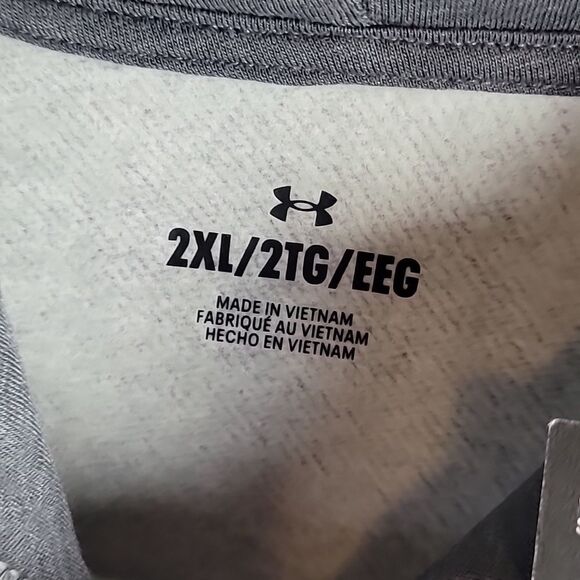 2XL/2TG/EEG
MADE IN VIETNAM
FABRIQUÉ AU VIETNAM
HECHO EN VIETNAM